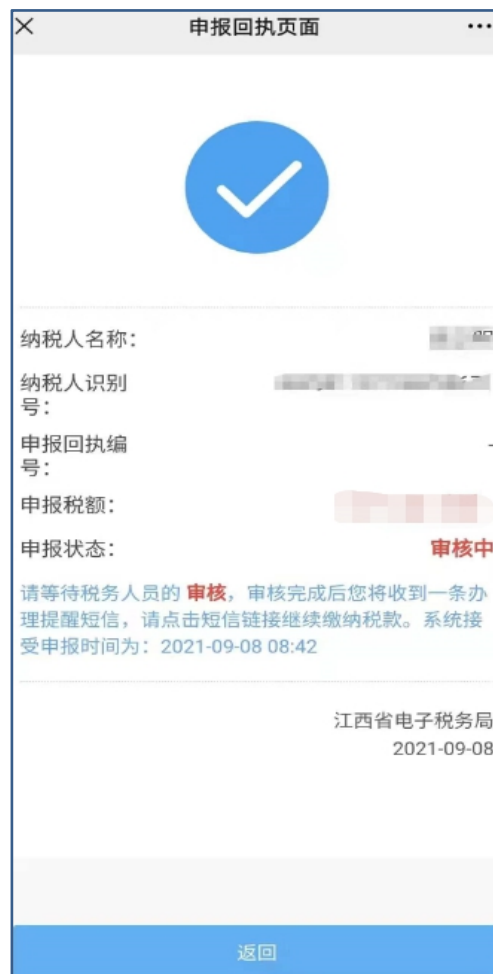 申报回执页面
纳税人名称：
纳税人识别
号：
申报回执编
号：
-
申报税额：
申报状态：
审核中
请等待税务人员的 审核，审核完成后您将收到一条办
理提醒短信，请点击短信链接继续缴纳税款。系统接
受申报时间为：2021-09-08 08:42
江西省电子税务局
2021-09-08
返回